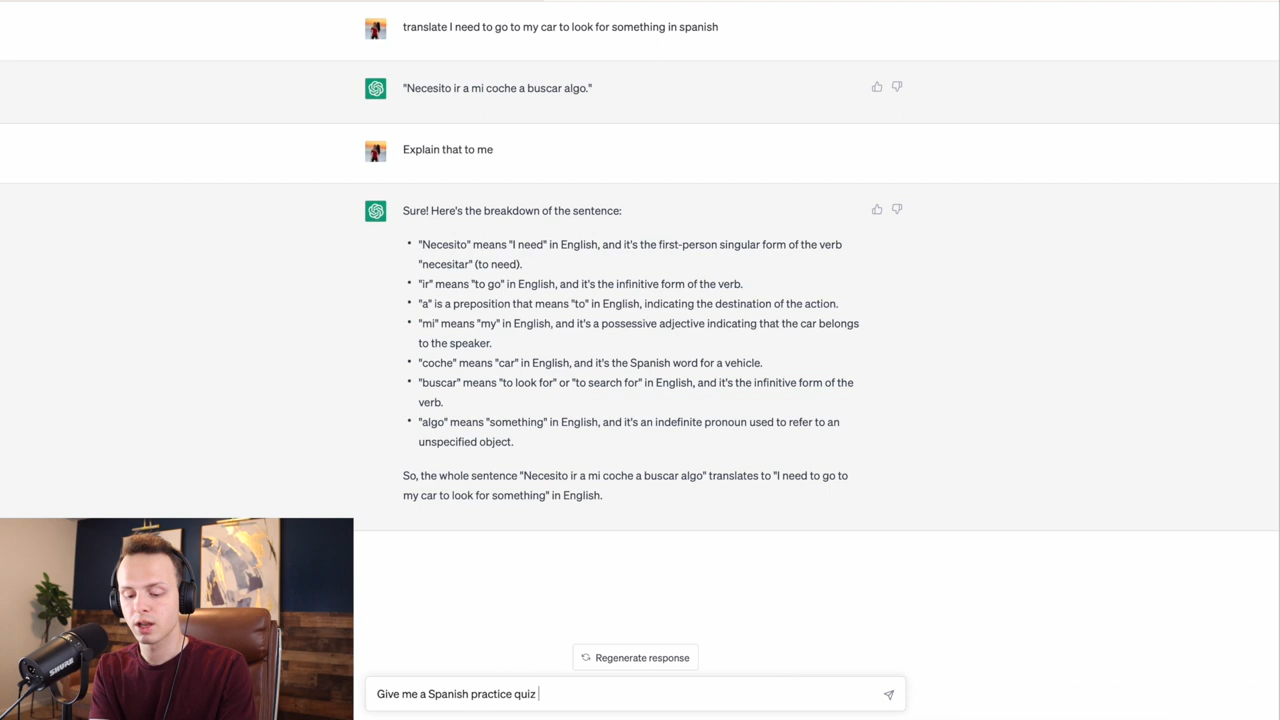 translate I need to go to my car to look for something in spanish
"Necesito ir a mi coche a buscar algo."
Explain that to me
Sure! Here's the breakdown of the sentence:
• "Necesito" means "I need" in English, and it's the first-person singular form of the verb
"necesitar" (to need).
• "ir" means "to go" in English, and it's the infinitive form of the verb.
• "a" is a preposition that means "to" in English, indicating the destination of the action.
• "mi" means "my" in English, and it's a possessive adjective indicating that the car belongs
to the speaker.
• "coche" means "car" in English, and it's the Spanish word for a vehicle.
• "buscar" means "to look for" or "to search for" in English, and it's the infinitive form of the
verb.
• "algo" means "something" in English, and it's an indefinite pronoun used to refer to an
unspecified object.
So, the whole sentence "Necesito ir a mi coche a buscar algo" translates to "I need to go to
my car to look for something" in English.
Regenerate response
Give me a Spanish practice quiz
SHURE